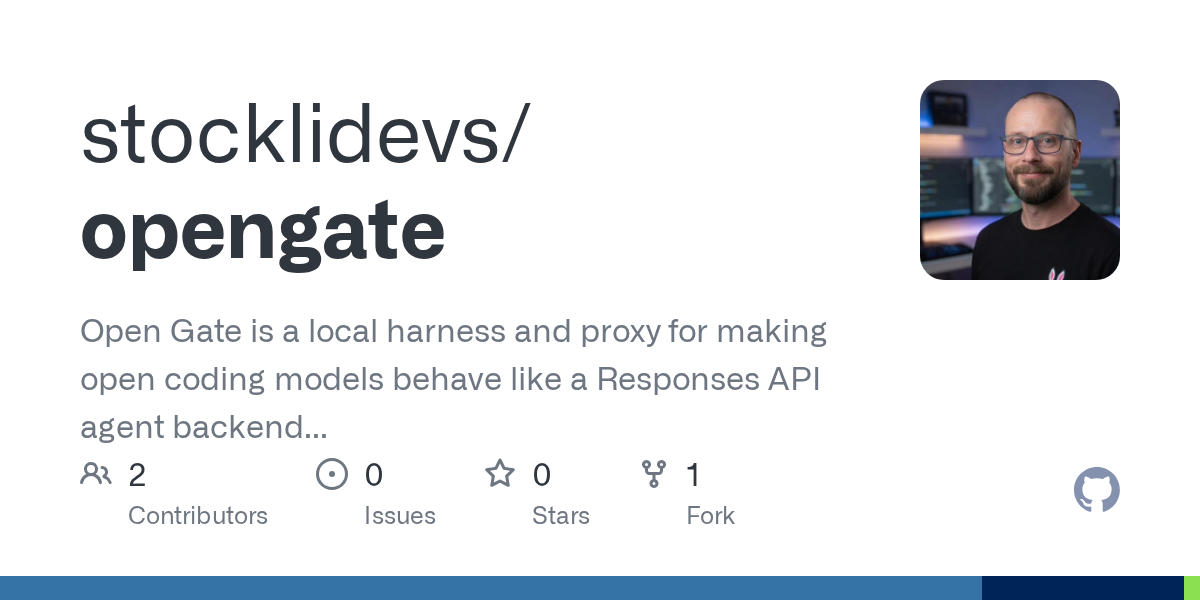 stocklidevs/
opengate
Open Gate is a local harness and proxy for making
open coding models behave like a Responses API
agent backend...
2
Contributors
0
Issues
0
Stars
1
Fork